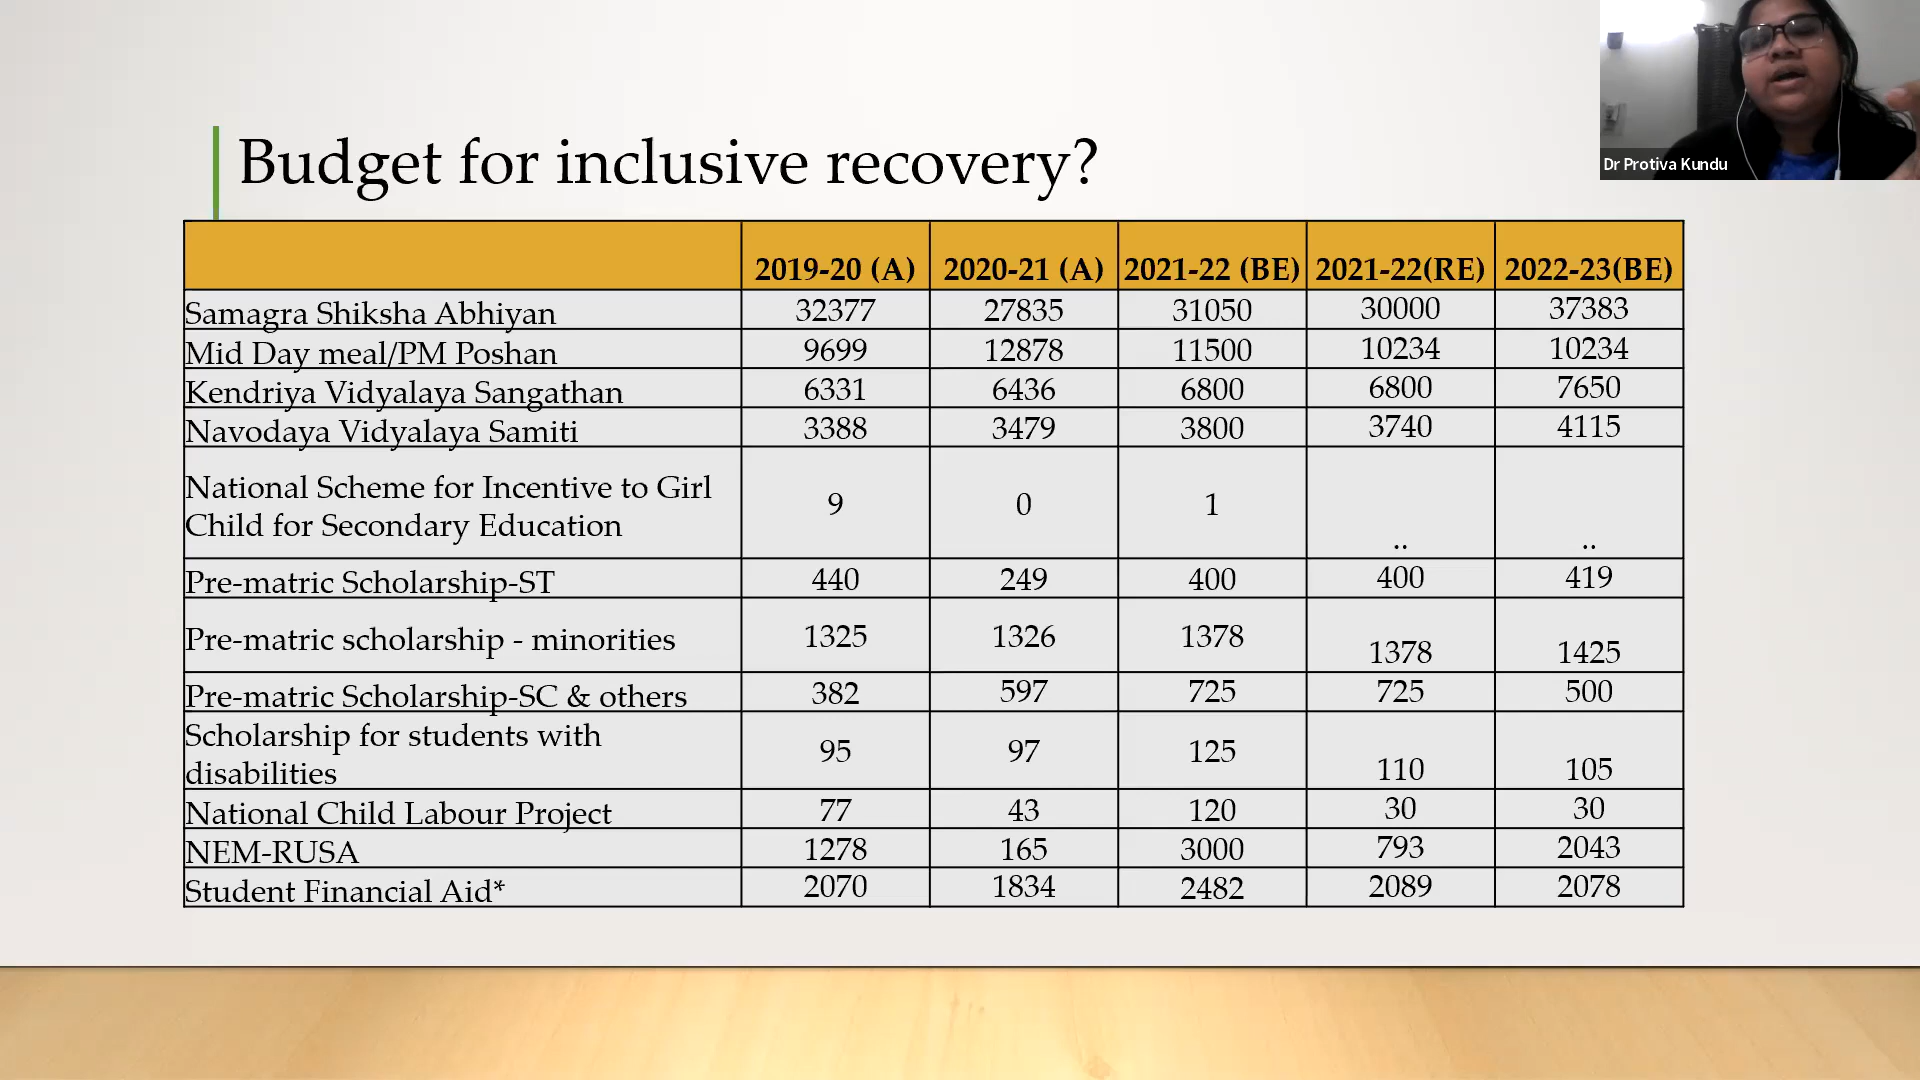 Dr Protiva Kundu
Budget for inclusive recovery?
2019-20 (A) 2020-21 (A) 2021-22 (BE) 2021-22(RE) 2022-23(BE)
Samagra Shiksha Abhiyan 32377 27835 31050 30000 37383
Mid Day meal/PM Poshan 9699 12878 11500 10234 10234
Kendriya Vidyalaya Sangathan 6331 6436 6800 6800 7650
Navodaya Vidyalaya Samiti 3388 3479 3800 3740 4115
National Scheme for Incentive to Girl
Child for Secondary Education 9 0 1 .. ..
Pre-matric Scholarship-ST 440 249 400 400 419
Pre-matric scholarship - minorities 1325 1326 1378 1378 1425
Pre-matric Scholarship-SC & others 382 597 725 725 500
Scholarship for students with
disabilities 95 97 125 110 105
National Child Labour Project 77 43 120 30 30
NEM-RUSA 1278 165 3000 793 2043
Student Financial Aid* 2070 1834 2482 2089 2078